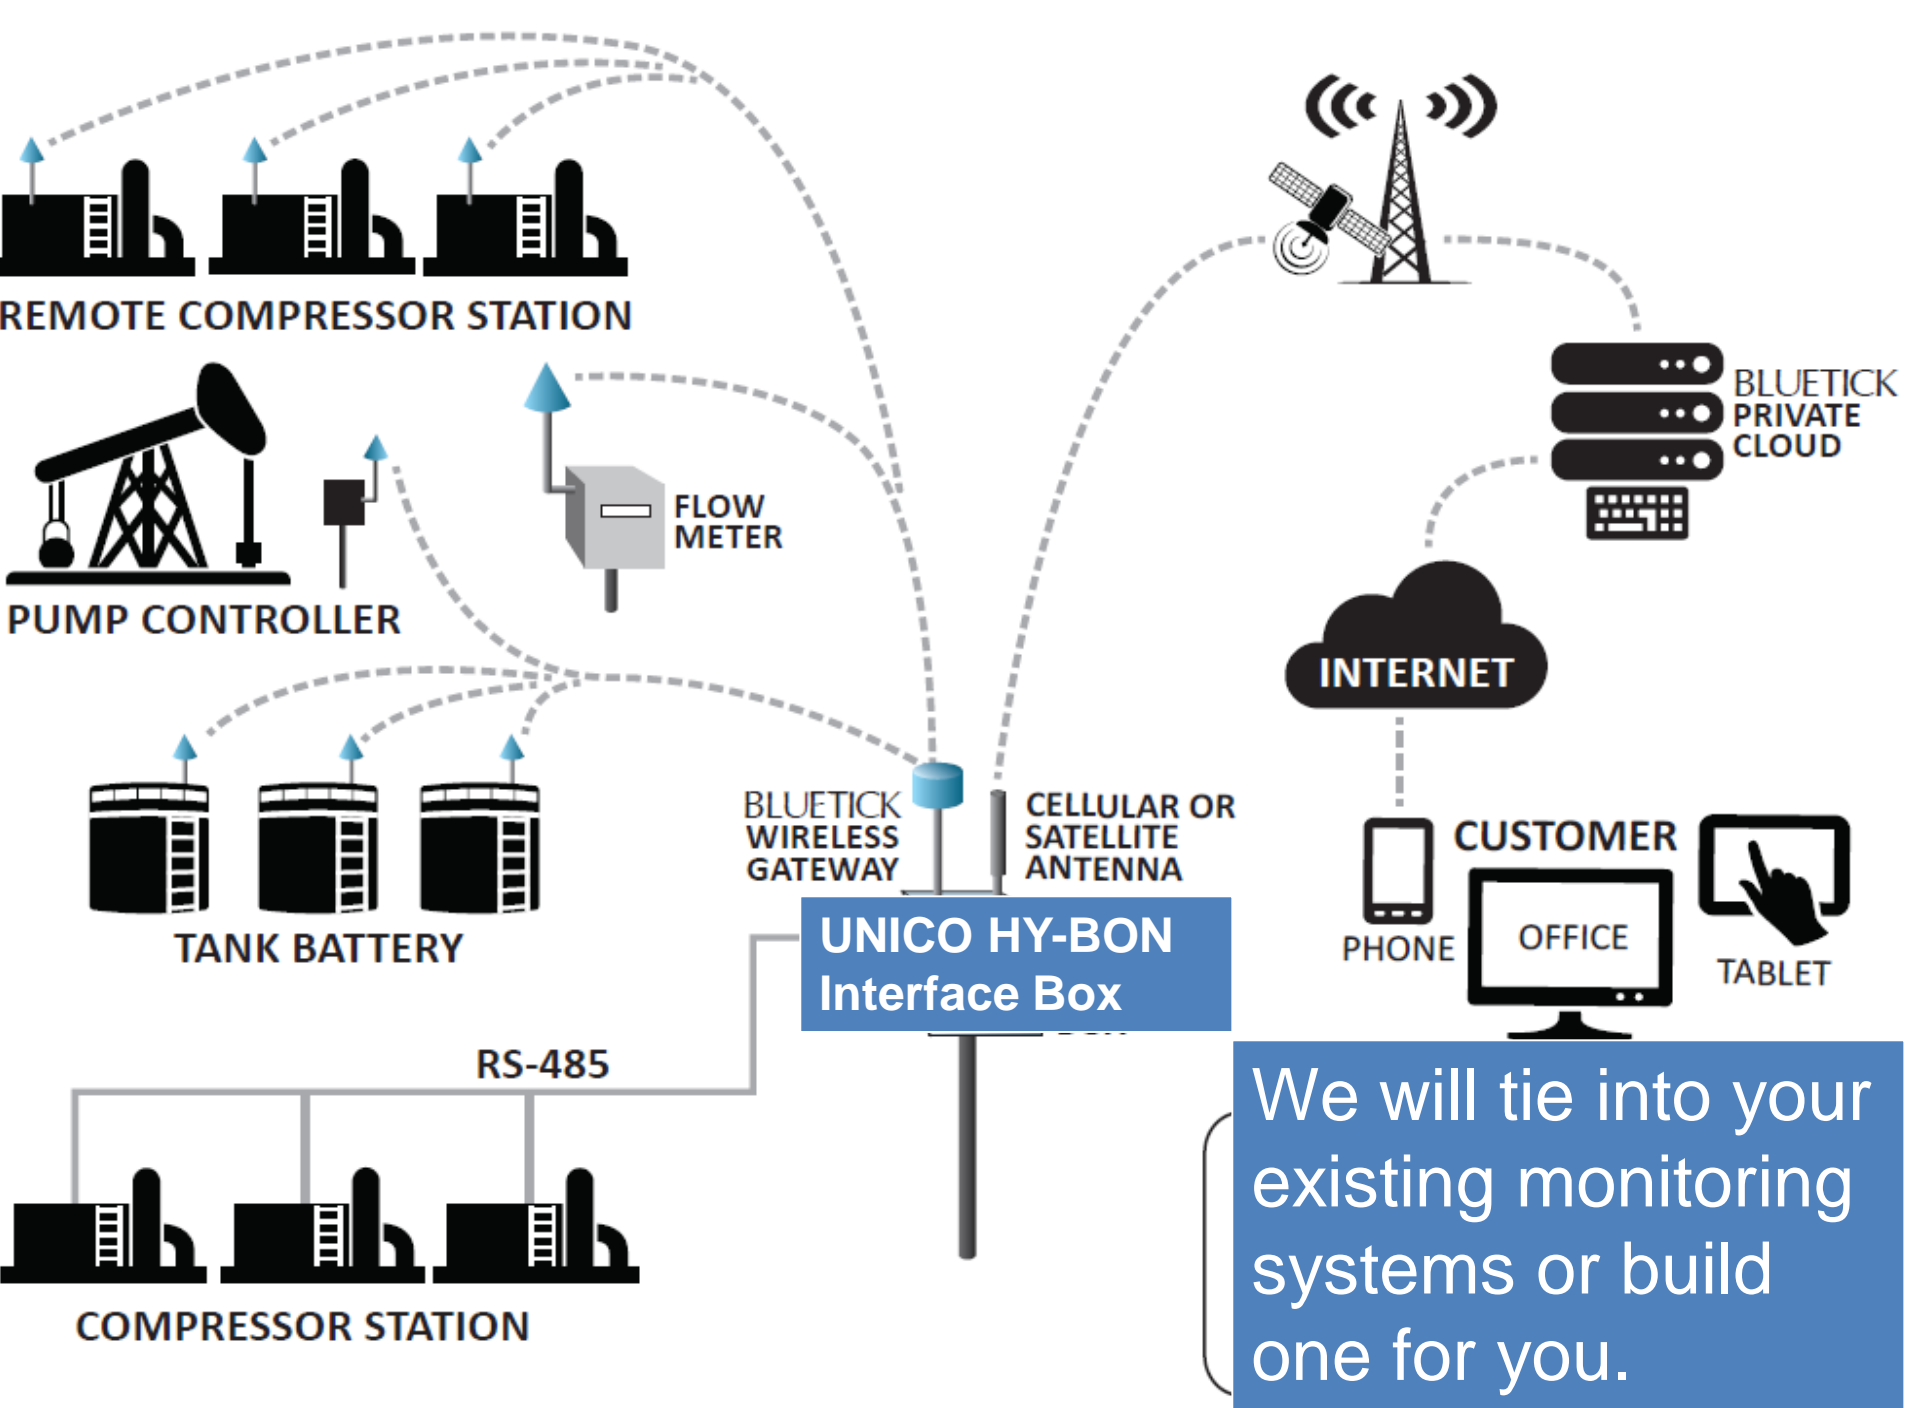 REMOTE COMPRESSOR STATION
BLUETICK
PRIVATE
CLOUD
FLOW
METER
PUMP CONTROLLER
INTERNET
BLUETICK
WIRELESS
GATEWAY
CELLULAR OR
SATELLITE
ANTENNA
CUSTOMER
PHONE
OFFICE
TABLET
TANK BATTERY
UNICO HY-BON
Interface Box
RS-485
COMPRESSOR STATION
We will tie into your
existing monitoring
systems or build
one for you.